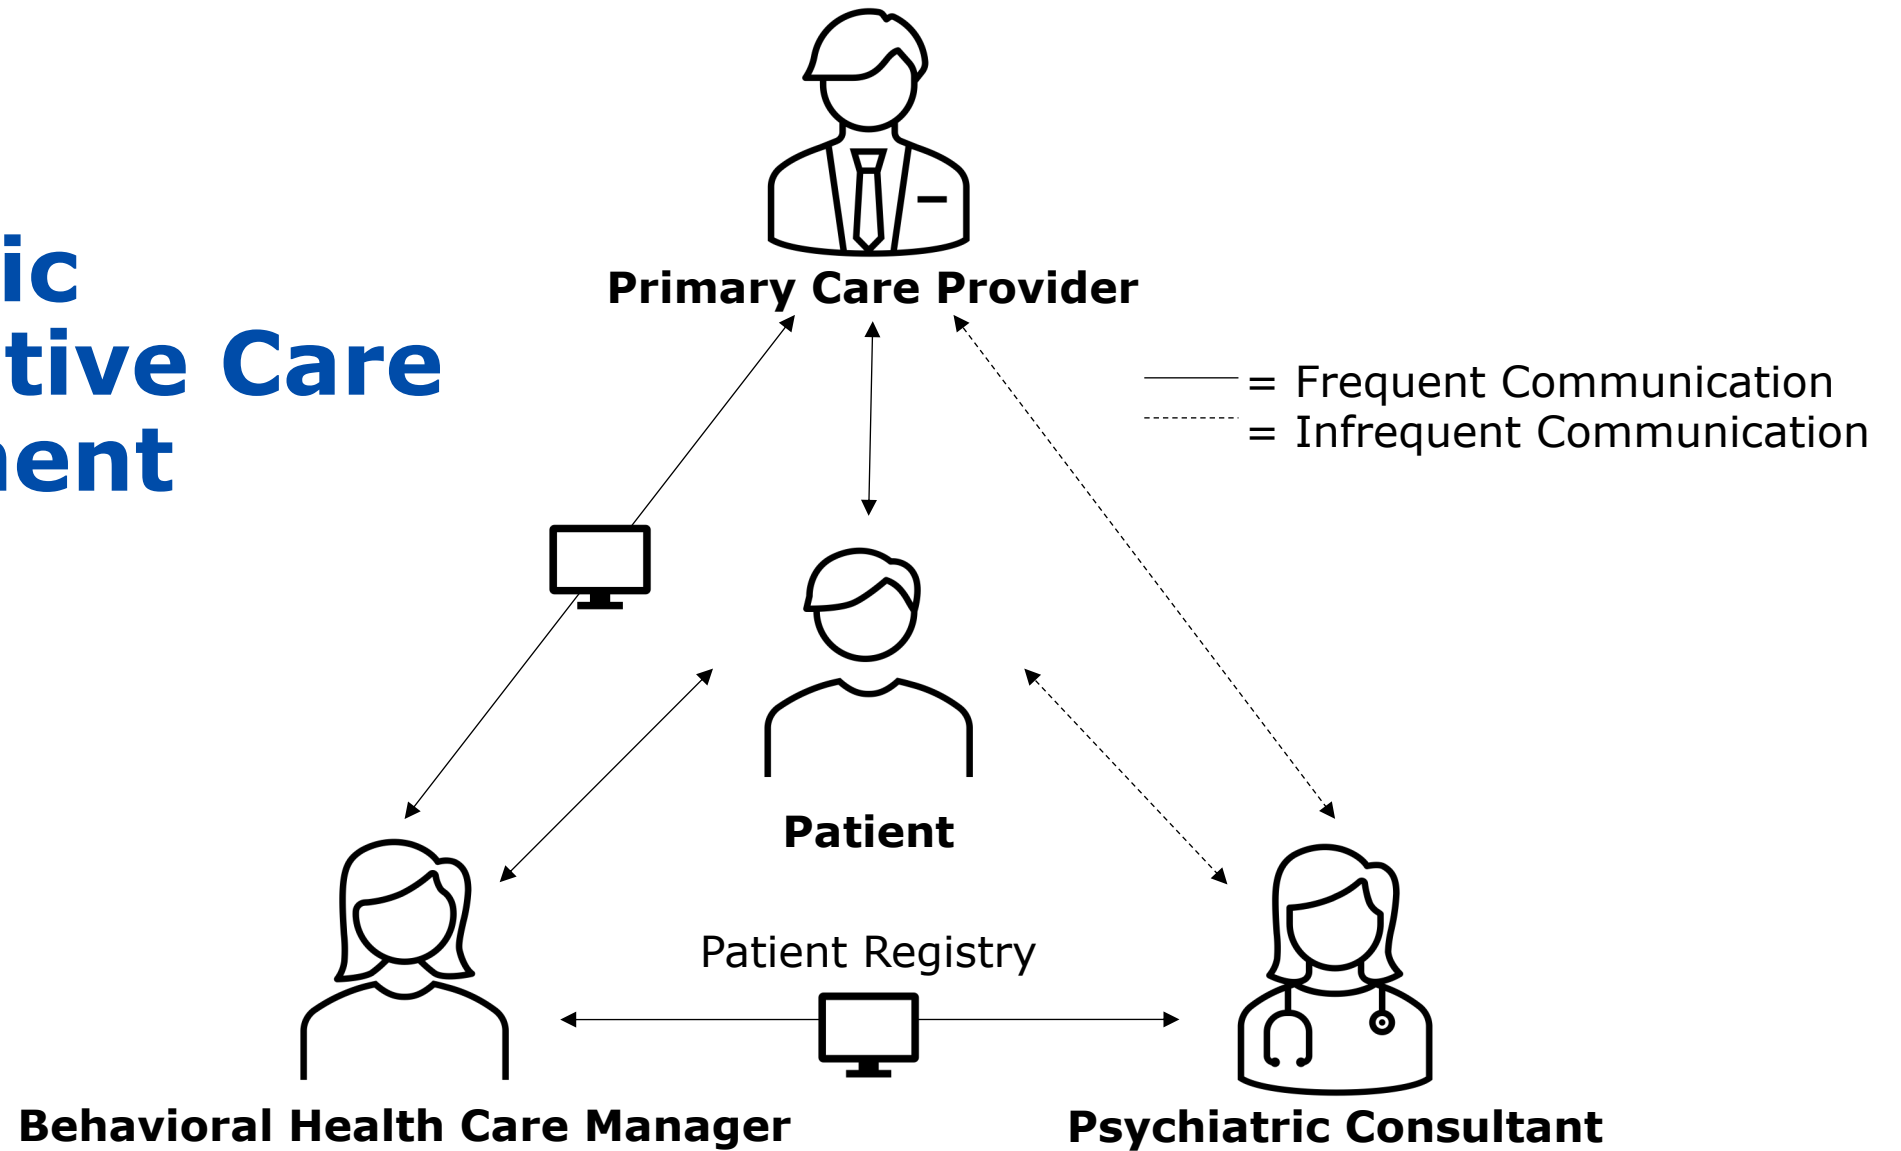 ic
tive Care
ent
Primary Care Provider
= Frequent Communication
= Infrequent Communication
Patient
Patient Registry
Behavioral Health Care Manager
Psychiatric Consultant